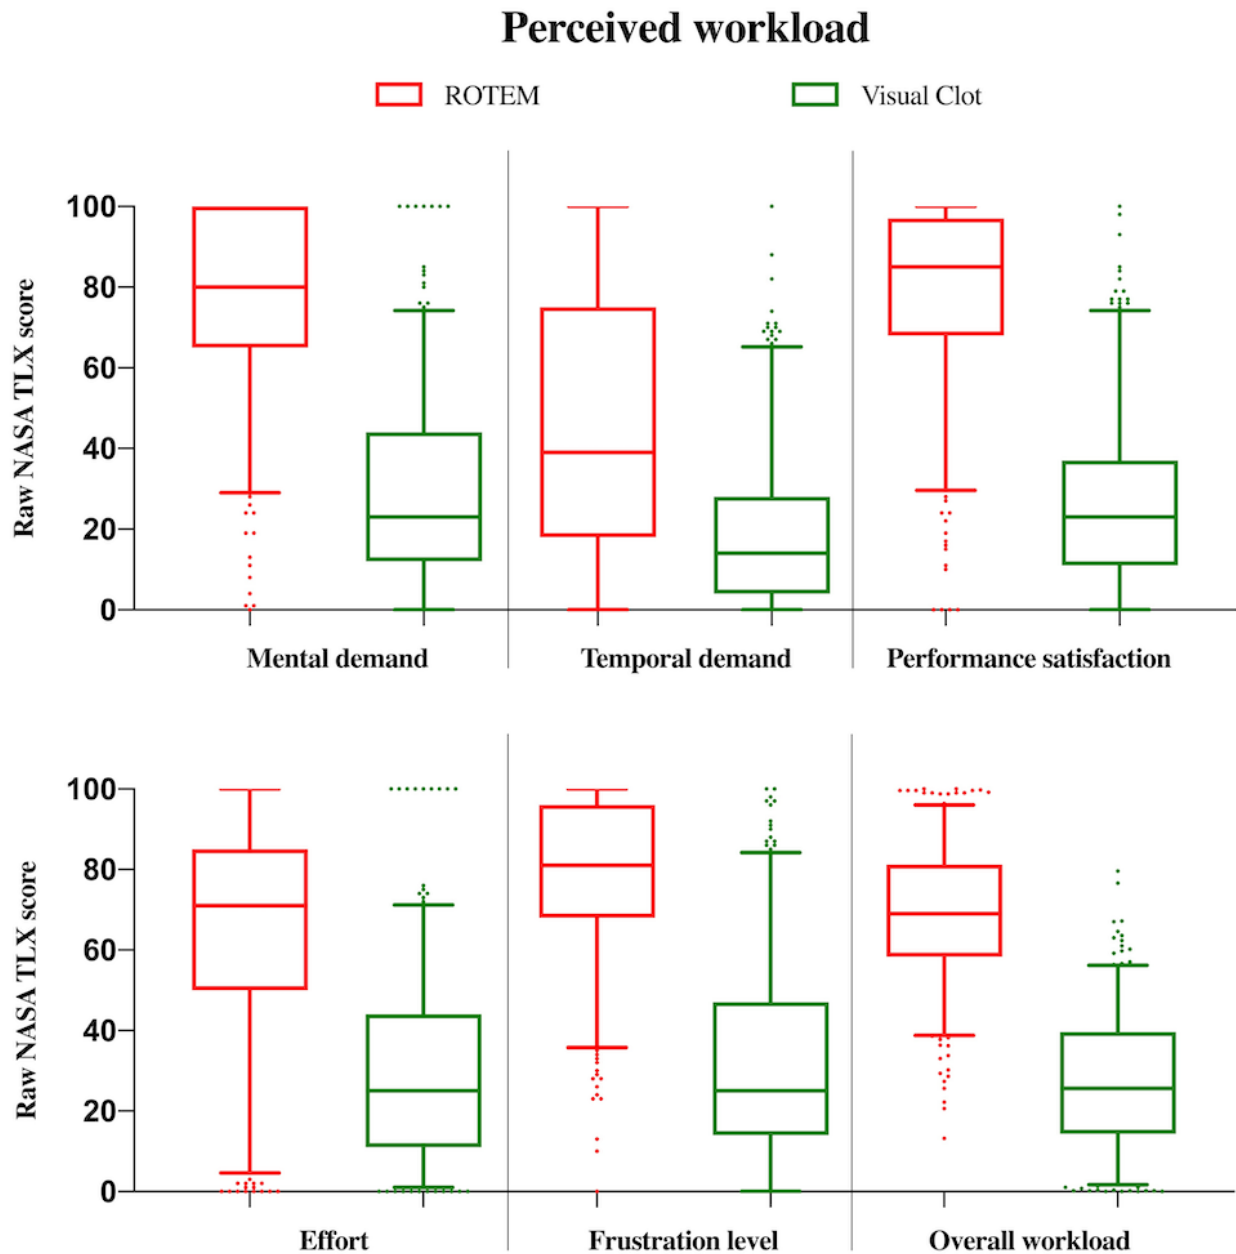 Perceived workload
ROTEM Visual Clot
Raw NASA TLX score
100
80
60
40
20
0
Mental demand Temporal demand Performance satisfaction
Raw NASA TLX score
100
80
60
40
20
0
Effort Frustration level Overall workload